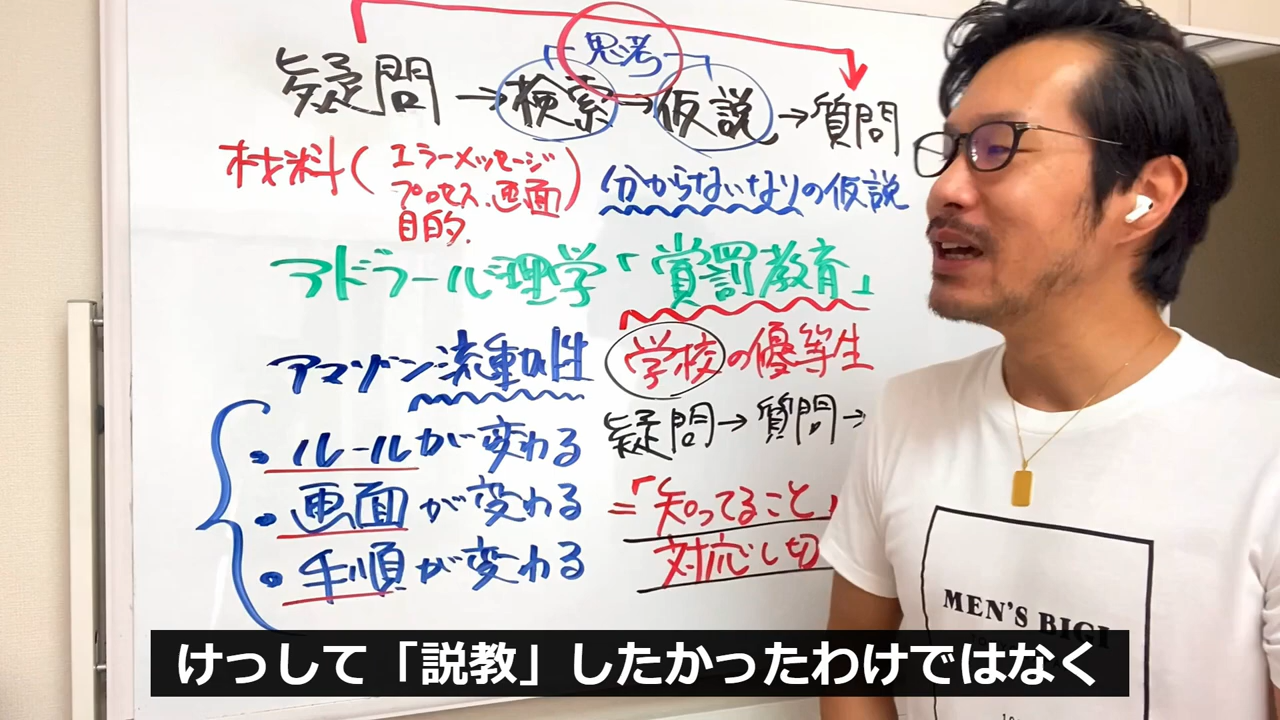 思考
疑問→検索→仮説→質問
材料(エラーメッセージ
プロセス、画面)
目的
分からないなりの仮説
アドラー心理学「賞罰教育」
アマゾン流動性
・ルールが変わる
・画面が変わる
・手順が変わる
学校の優等生
疑問→質問→
=「知ってること」
対応し切
MEN'S BIGI
けっして「説教」したかったわけではなく